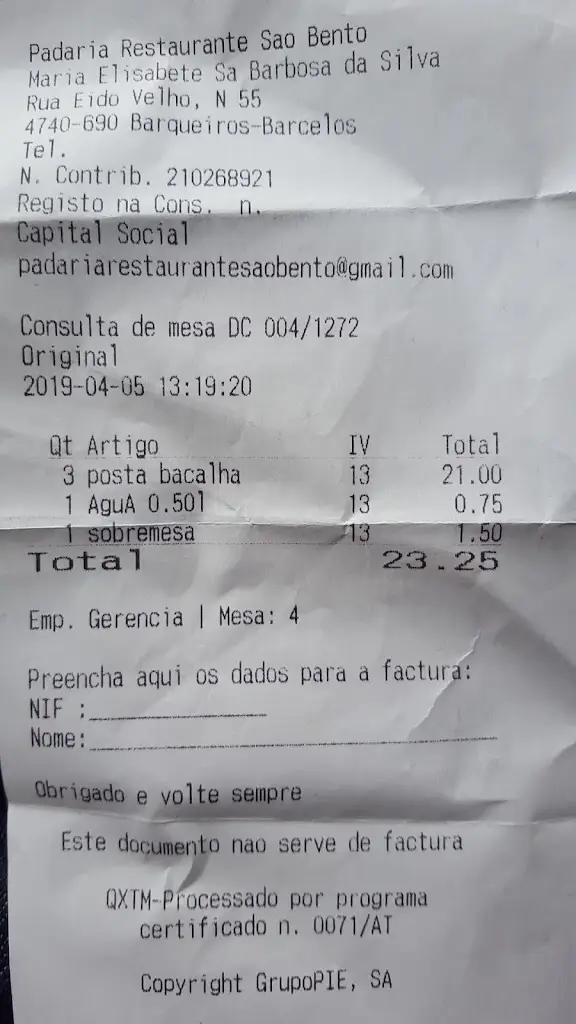 Padaria Restaurante Sao Bento
Maria Elisabete Sa Barbosa da Silva
Rua Eido Velho, N 55
4740-690 Barqueiros-Barcelos
Tel.
N. Contrib. 210268921
Registo na Cons. n.
Capital Social
padariarestaurantesaobento@gmail.com
Consulta de mesa DC 004/1272
Original
2019-04-05 13:19:20
Qt Artigo IV Total
3 posta bacalha 13 21.00
1 AguA 0.50l 13 0.75
1 sobremesa 13 1.50
Total 23.25
Emp. Gerencia | Mesa: 4
Preencha aqui os dados para a factura:
NIF :
Nome:
Obrigado e volte sempre
Este documento nao serve de factura
QXTM-Processado por programa
certificado n. 0071/AT
Copyright GrupoPIE, SA